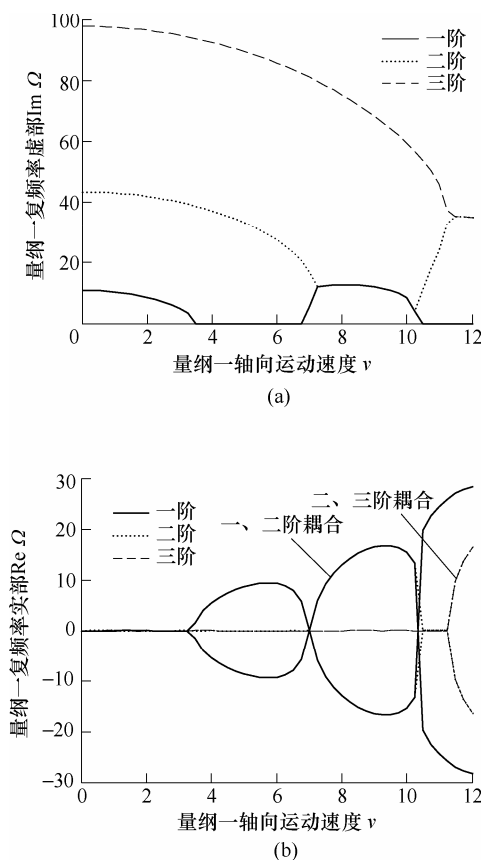 100
80
60
40
20
0
2
4
6
8
10
12
一阶
二阶
三阶
量纲一复频率虚部Im Ω
量纲一轴向运动速度 v
(a)
30
20
10
0
−10
−20
−30
0
2
4
6
8
10
12
一阶
二阶
三阶
二、三阶耦合
一、二阶耦合
量纲一复频率实部Re Ω
量纲一轴向运动速度 v
(b)